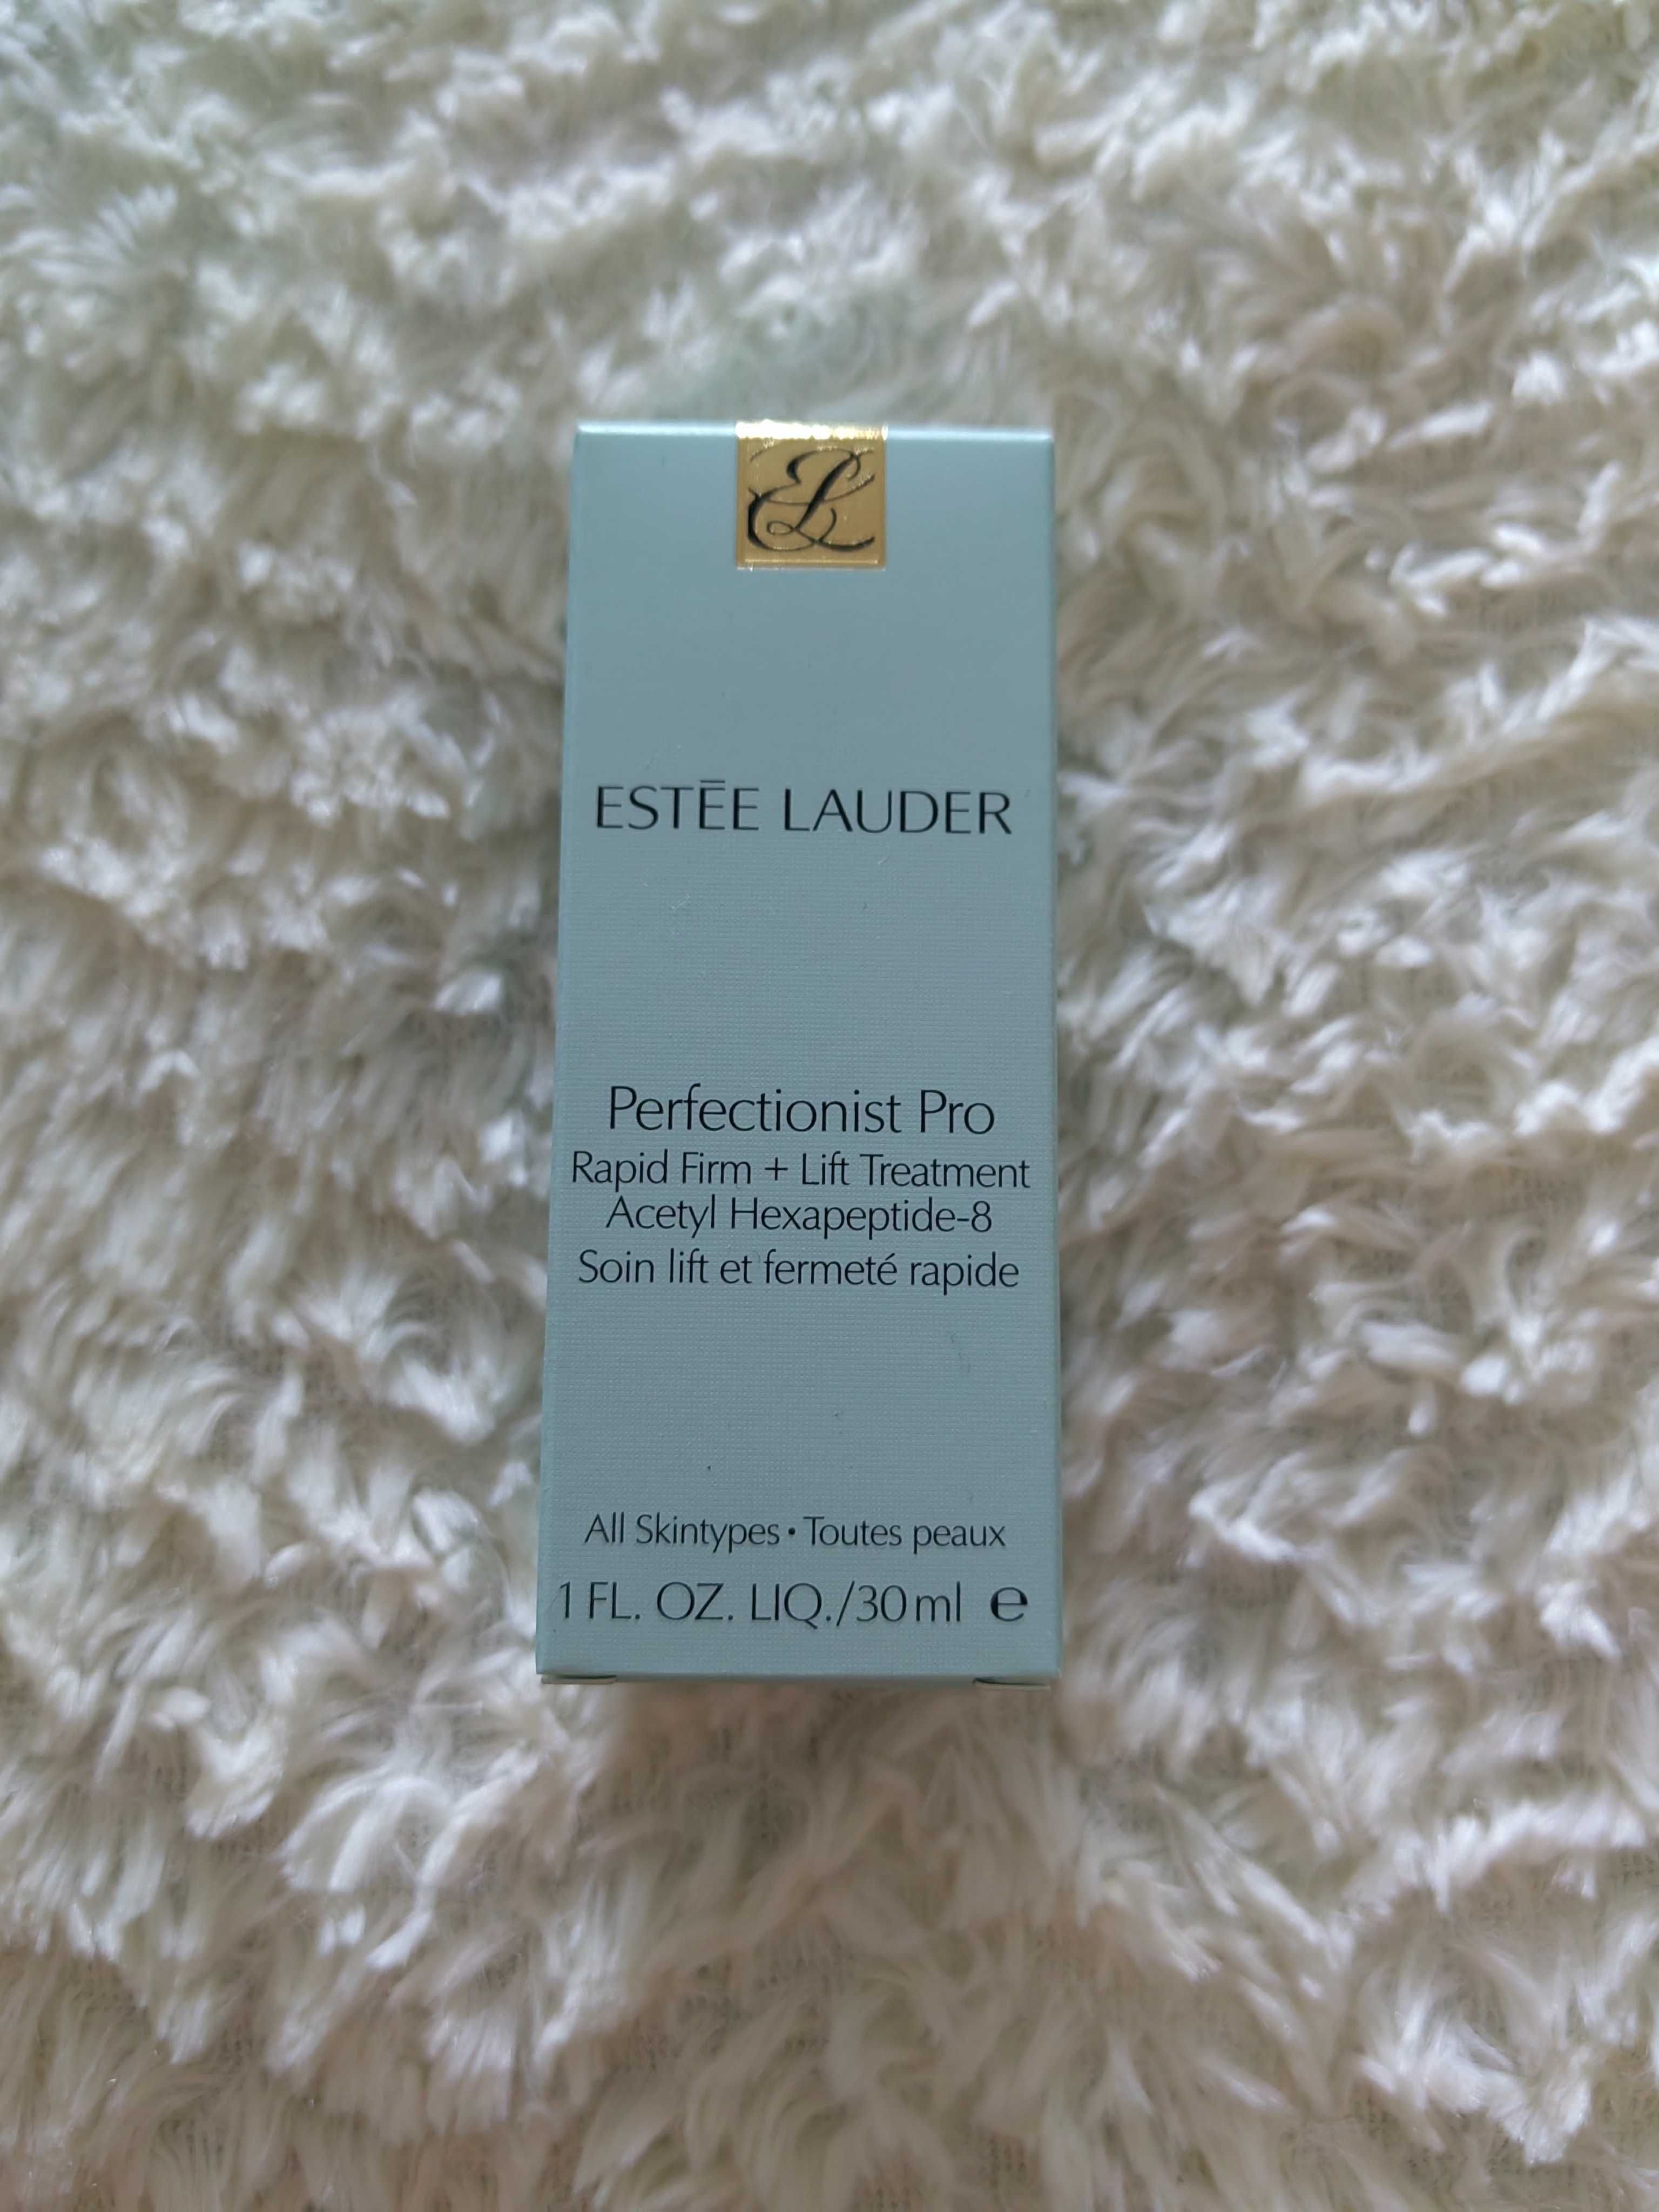 EL
ESTĒE LAUDER
Perfectionist Pro
Rapid Firm + Lift Treatment
Acetyl Hexapeptide-8
Soin lift et fermeté rapide
All Skintypes • Toutes peaux
1 FL. OZ. LIQ./30 ml ℮